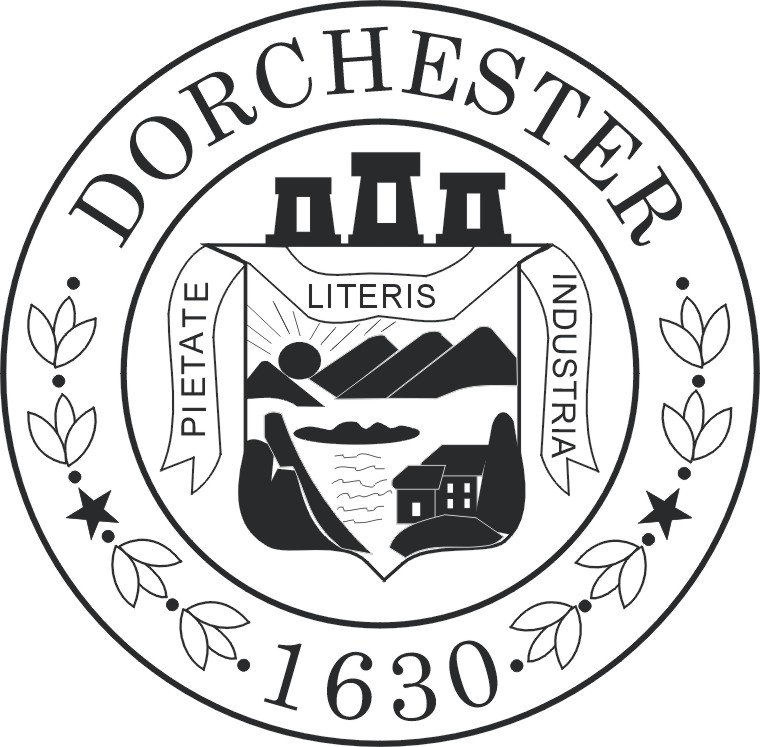 DORCHESTER
PIETATE
LITERIS
INDUSTRIA
1630